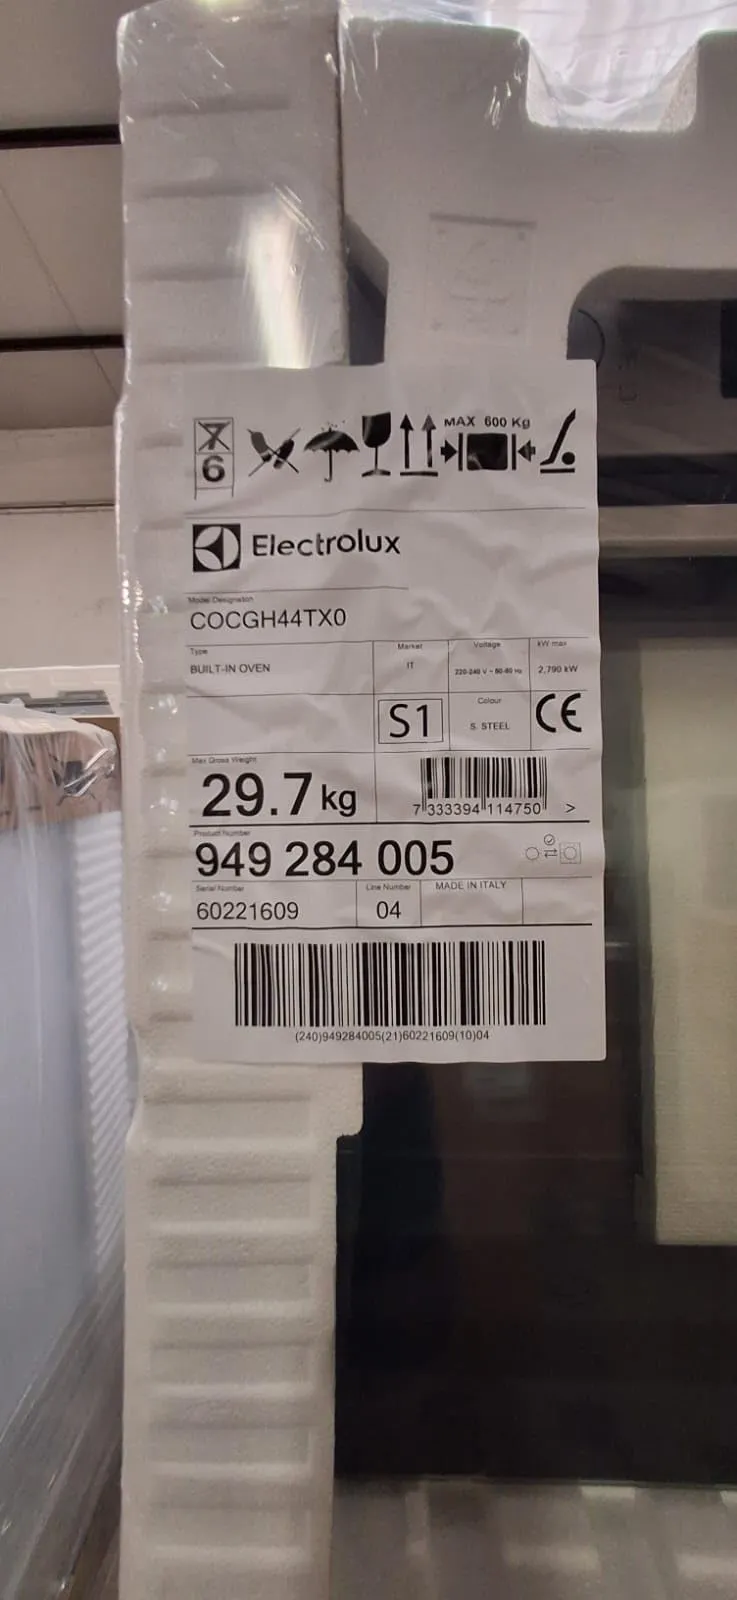 7
6
MAX 600 Kg
Electrolux
Model Designation
COCGH44TX0
Type Market Voltage kW max
BUILT-IN OVEN IT 220-240 V ~ 50-60 Hz 2,790 kW
S1 Colour
S. STEEL CE
Max Gross Weight
29.7 kg 7 333394 114750 >
Product Number
949 284 005
Serial Number Line Number MADE IN ITALY
60221609 04
(240)949284005(21)60221609(10)04